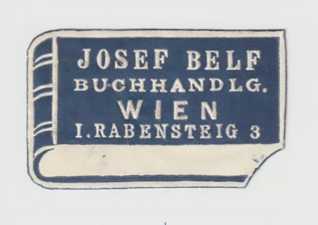 JOSEF BELF
BUCHHANDLG.
WIEN
I. RABENSTEIG 3